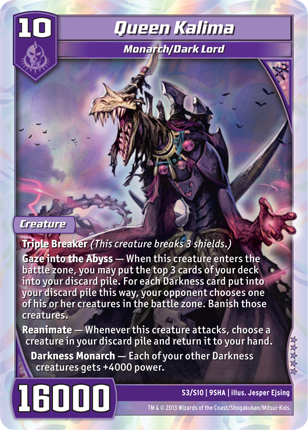 10
Queen Kalima
Monarch/Dark Lord
Creature
Triple Breaker (This creature breaks 3 shields.)
Gaze into the Abyss — When this creature enters the
battle zone, you may put the top 3 cards of your deck
into your discard pile. For each Darkness card put into
your discard pile this way, your opponent chooses one
of his or her creatures in the battle zone. Banish those
creatures.
Reanimate — Whenever this creature attacks, choose a
creature in your discard pile and return it to your hand.
Darkness Monarch — Each of your other Darkness
creatures gets +4000 power.
16000
S3/S10 | 9SHA | illus. Jesper Ejsing
TM & © 2013 Wizards of the Coast/Shogakukan/Mitsui-Kids.